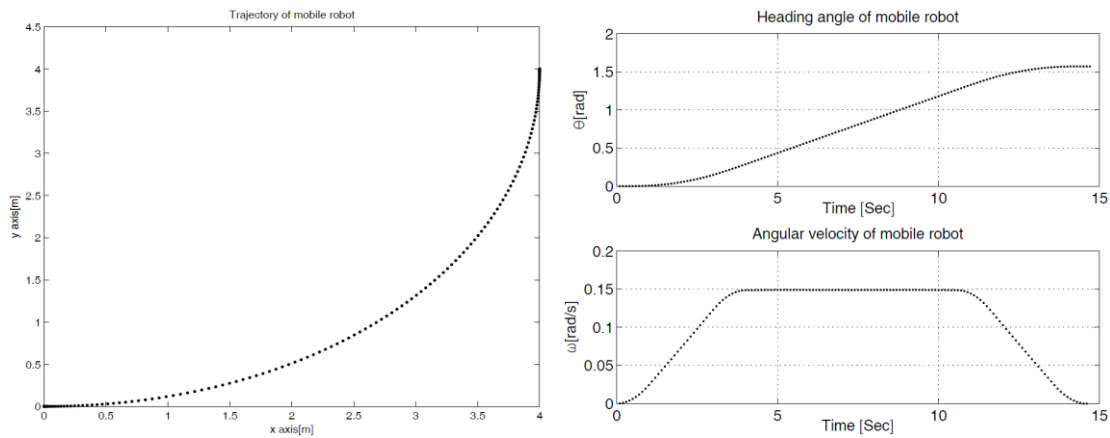 Trajectory of mobile robot
4.5
4
3.5
3
2.5
2
1.5
1
0.5
0
y axis[m]
0 0.5 1 1.5 2 2.5 3 3.5 4
x axis[m]
Heading angle of mobile robot
2
1.5
1
0.5
0
θ[rad]
0 5 10 15
Time [Sec]
Angular velocity of mobile robot
0.2
0.15
0.1
0.05
0
ω[rad/s]
0 5 10 15
Time [Sec]